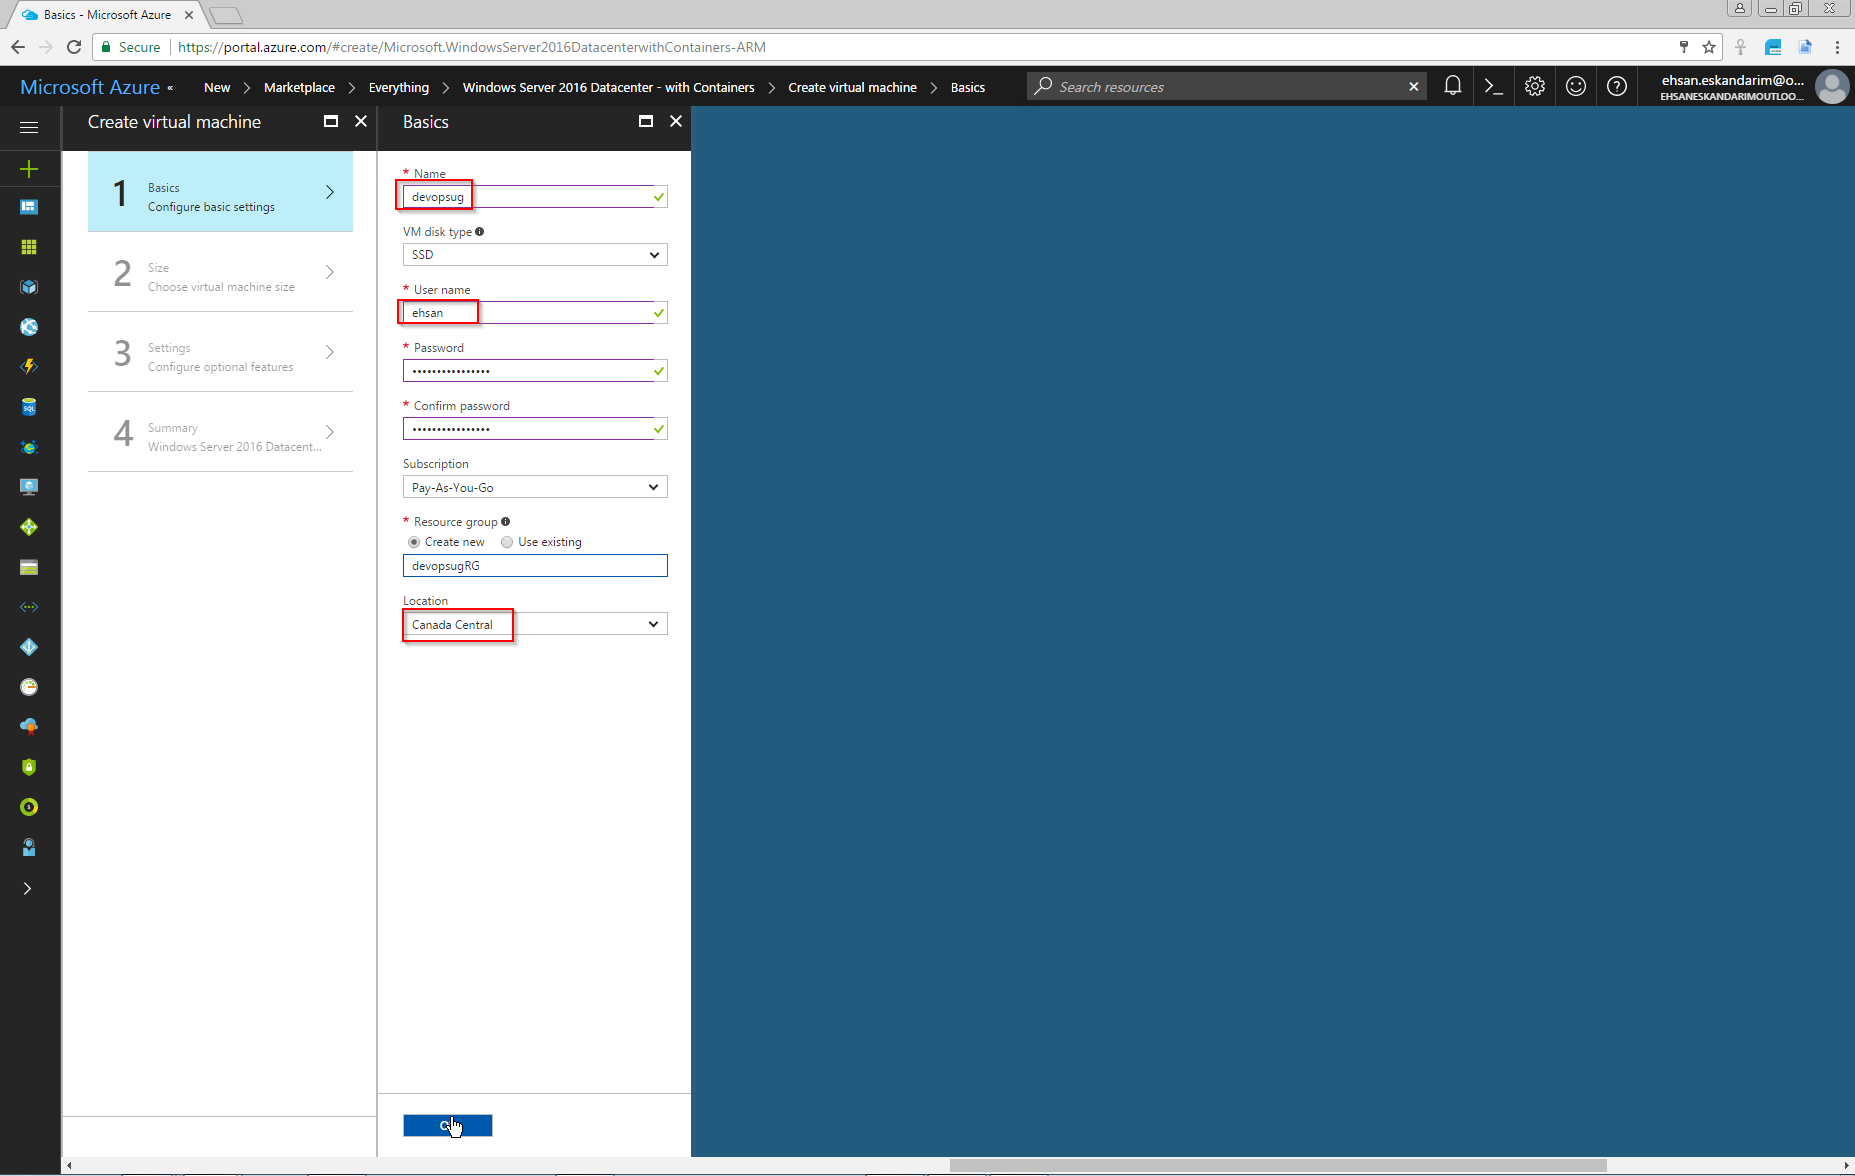 Basics - Microsoft Azure
Secure
https://portal.azure.com/#create/Microsoft.WindowsServer2016DatacenterwithContainers-ARM
Microsoft Azure
New
Marketplace
Everything
Windows Server 2016 Datacenter - with Containers
Create virtual machine
Basics
Search resources
ehsan.eskandarim@o...
EHSANESKANDARIMOUTLOO...
Create virtual machine
1
Basics
Configure basic settings
2
Size
Choose virtual machine size
3
Settings
Configure optional features
4
Summary
Windows Server 2016 Datacent...
Basics
* Name
devopsug
VM disk type
SSD
* User name
ehsan
* Password
••••••••••••••••
* Confirm password
••••••••••••••••
Subscription
Pay-As-You-Go
* Resource group
Create new
Use existing
devopsugRG
Location
Canada Central